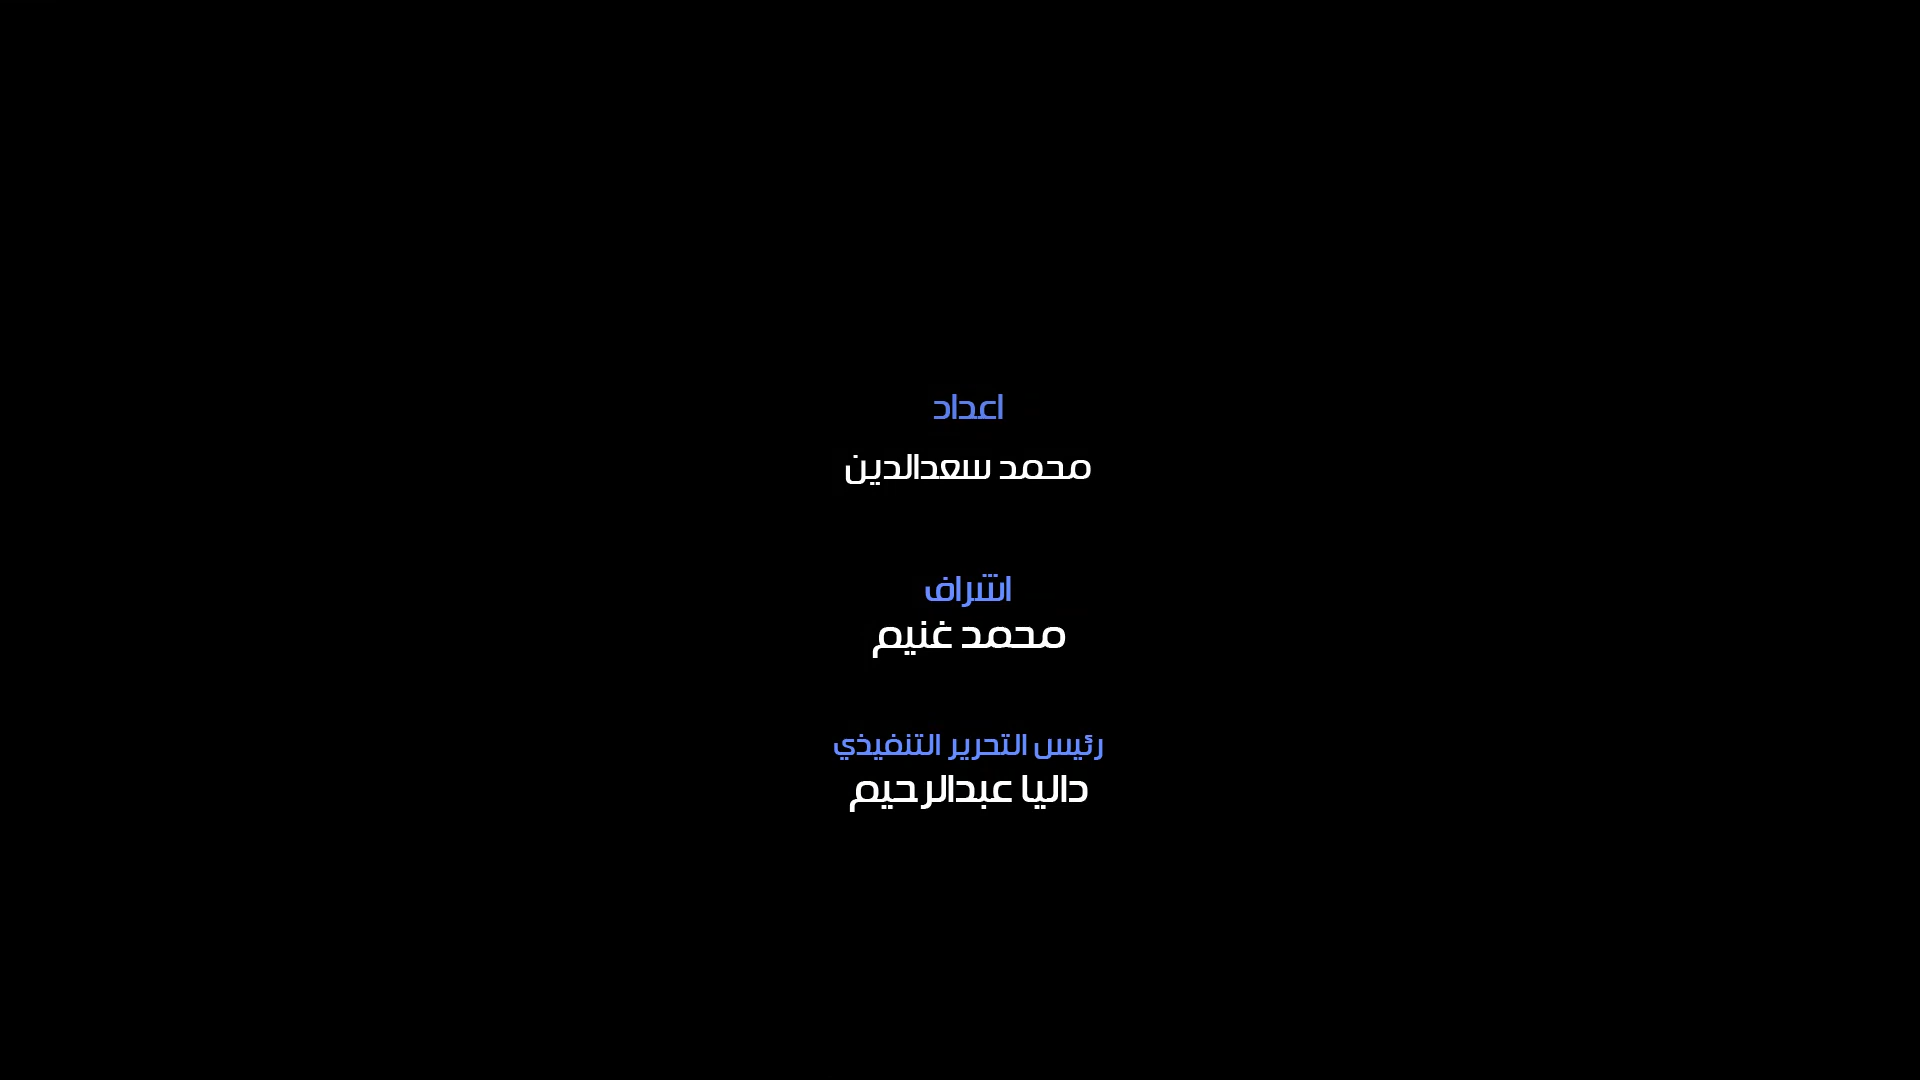 اعداد
محمد سعدالدين
اشراف
محمد غنيم
رئيس التحرير التنفيذي
داليا عبدالرحيم